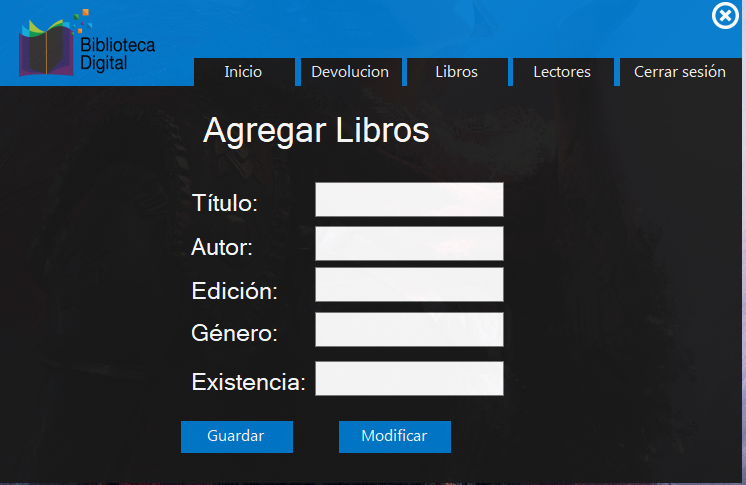 Biblioteca
Digital
Inicio
Devolucion
Libros
Lectores
Cerrar sesión
Agregar Libros
Título:
Autor:
Edición:
Género:
Existencia:
Guardar
Modificar